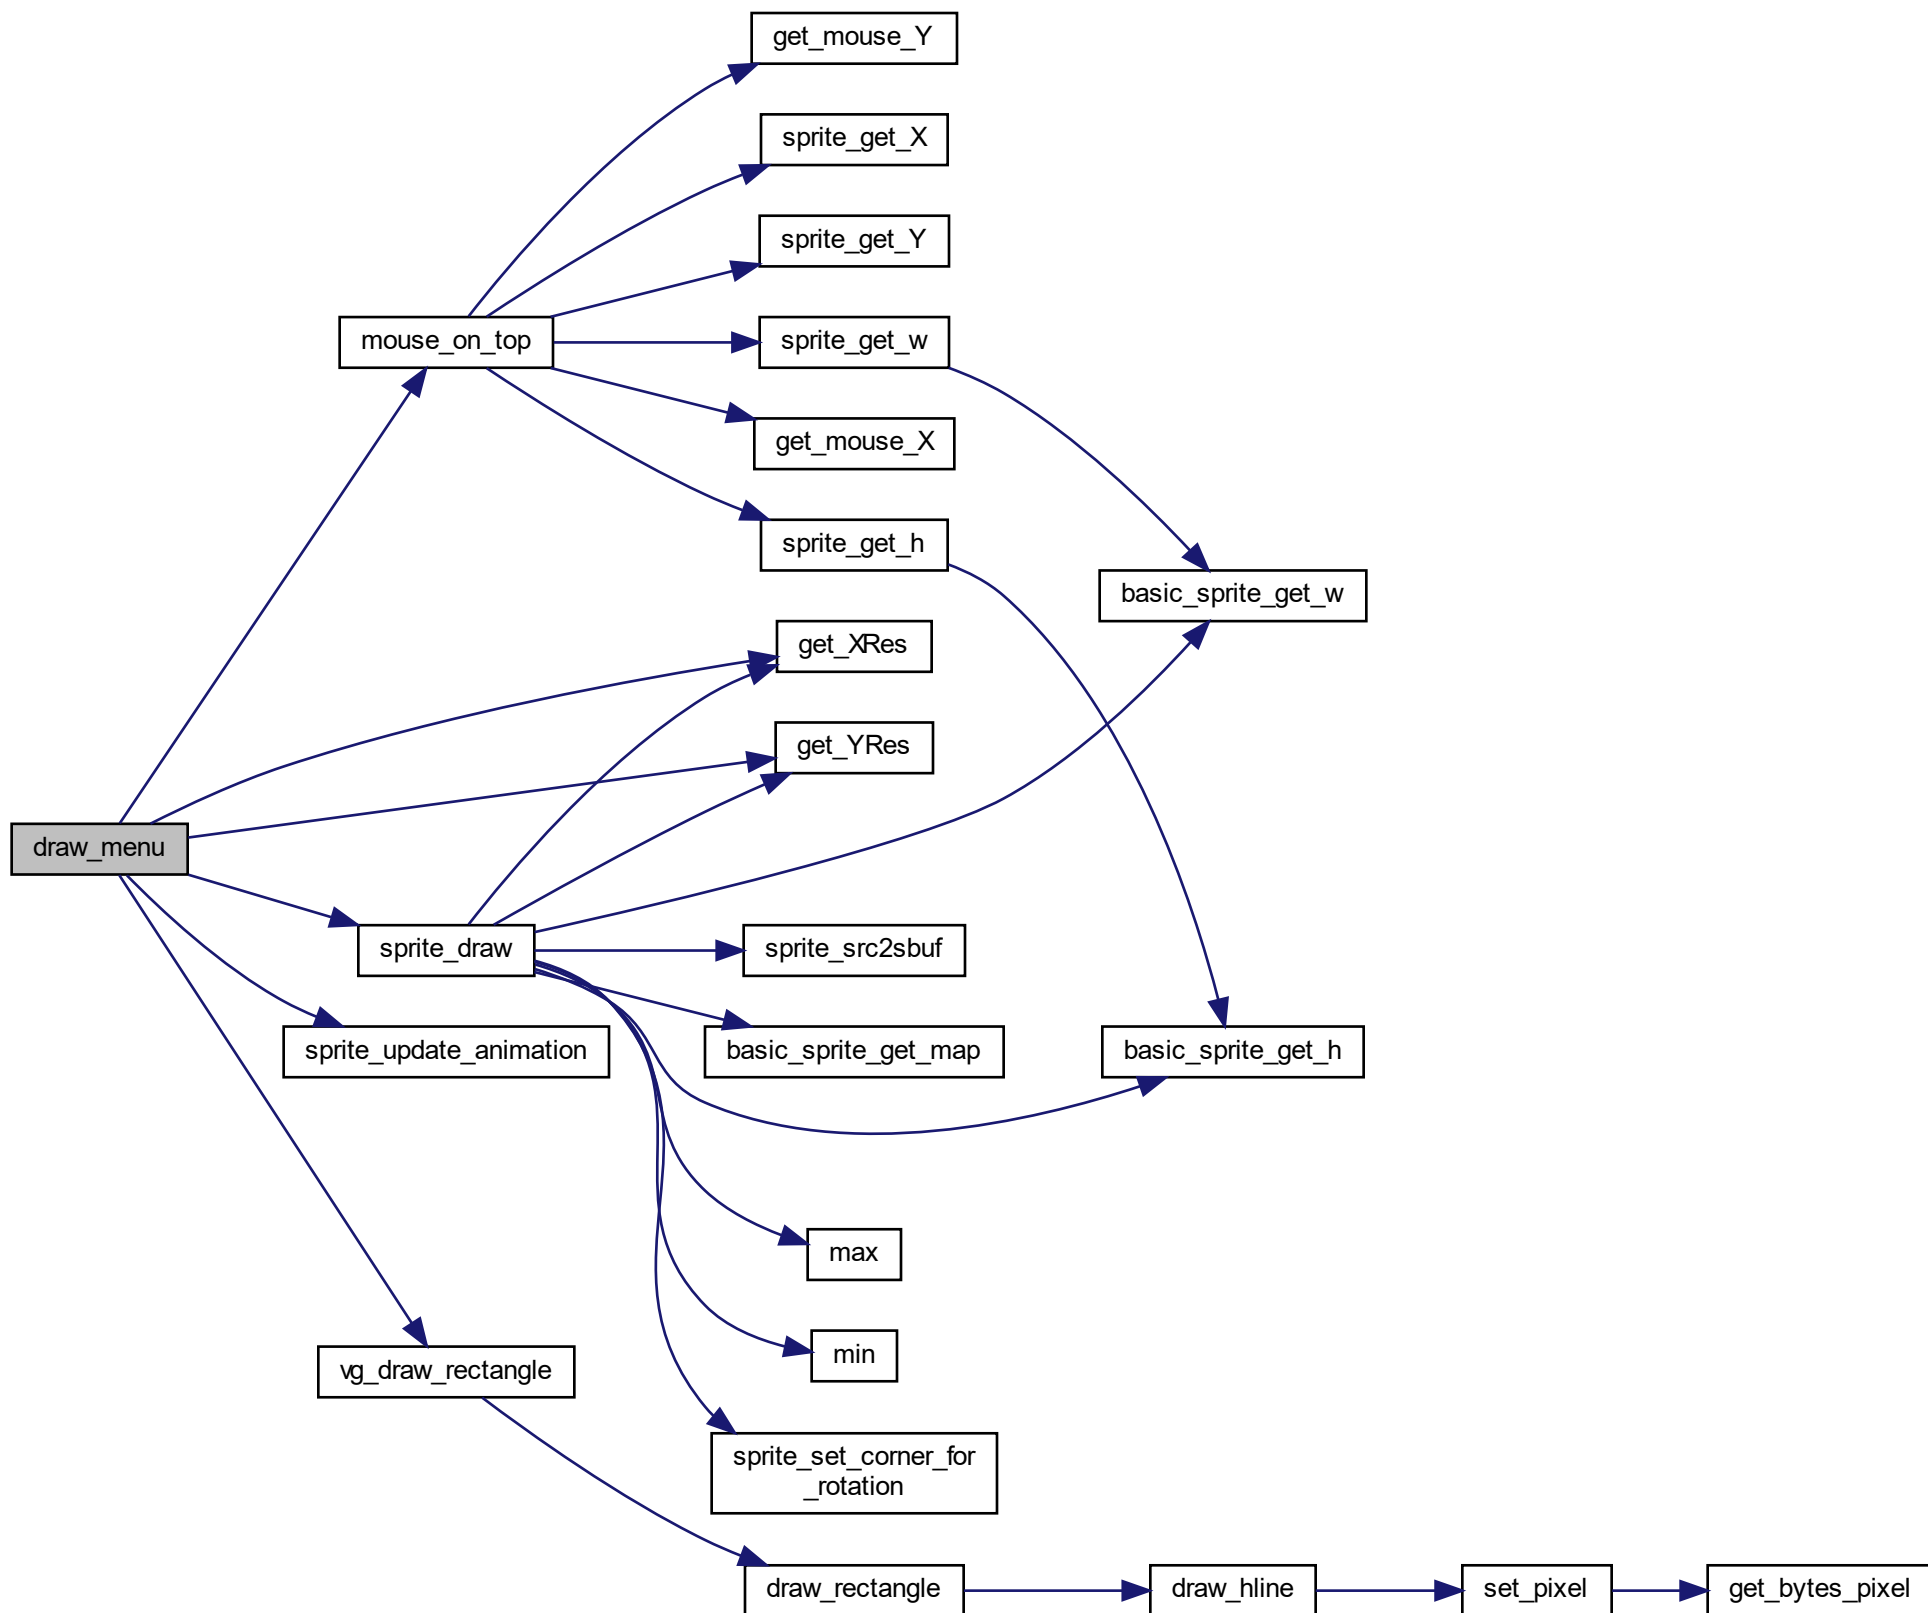 get_mouse_Y
sprite_get_X
sprite_get_Y
mouse_on_top
sprite_get_w
get_mouse_X
sprite_get_h
basic_sprite_get_w
get_XRes
get_YRes
draw_menu
sprite_draw
sprite_src2sbuf
sprite_update_animation
basic_sprite_get_map
basic_sprite_get_h
max
min
vg_draw_rectangle
sprite_set_corner_for
_rotation
draw_rectangle
draw_hline
set_pixel
get_bytes_pixel